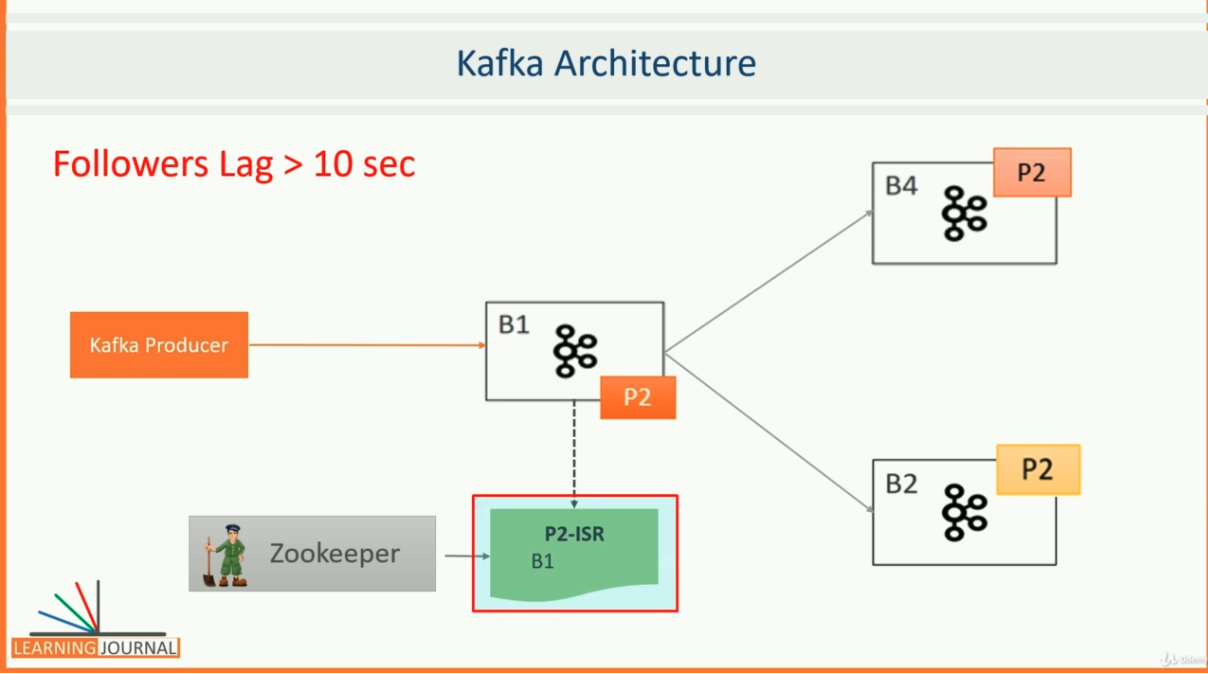 Kafka Architecture
Followers Lag > 10 sec
B4
P2
Kafka Producer
B1
P2
B2
P2
Zookeeper
P2-ISR
B1
LEARNING JOURNAL
Udemy